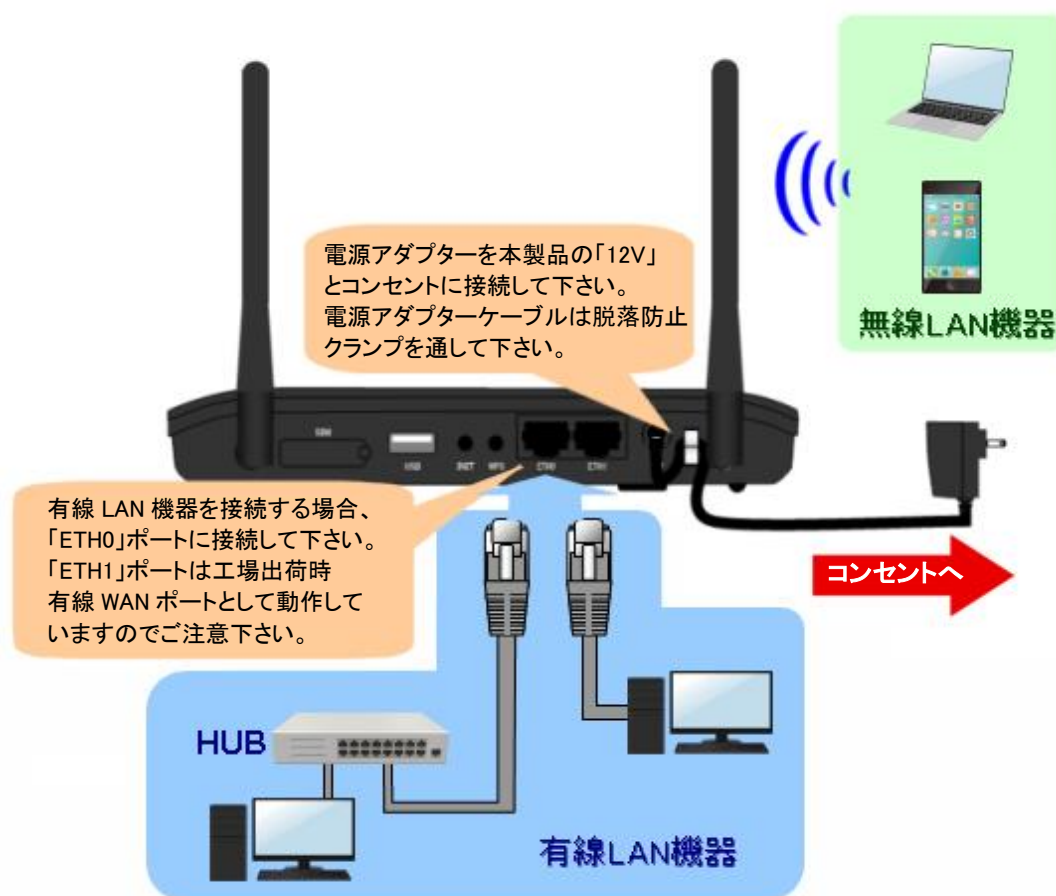 電源アダプターを本製品の「12V」
とコンセントに接続して下さい。
電源アダプターケーブルは脱落防止
クランプを通して下さい。
無線LAN機器
SIM
USB
INIT
WPS
ETH0
ETH1
有線 LAN 機器を接続する場合、
「ETH0」ポートに接続して下さい。
「ETH1」ポートは工場出荷時
有線 WAN ポートとして動作して
いますのでご注意下さい。
コンセントへ
HUB
有線LAN機器